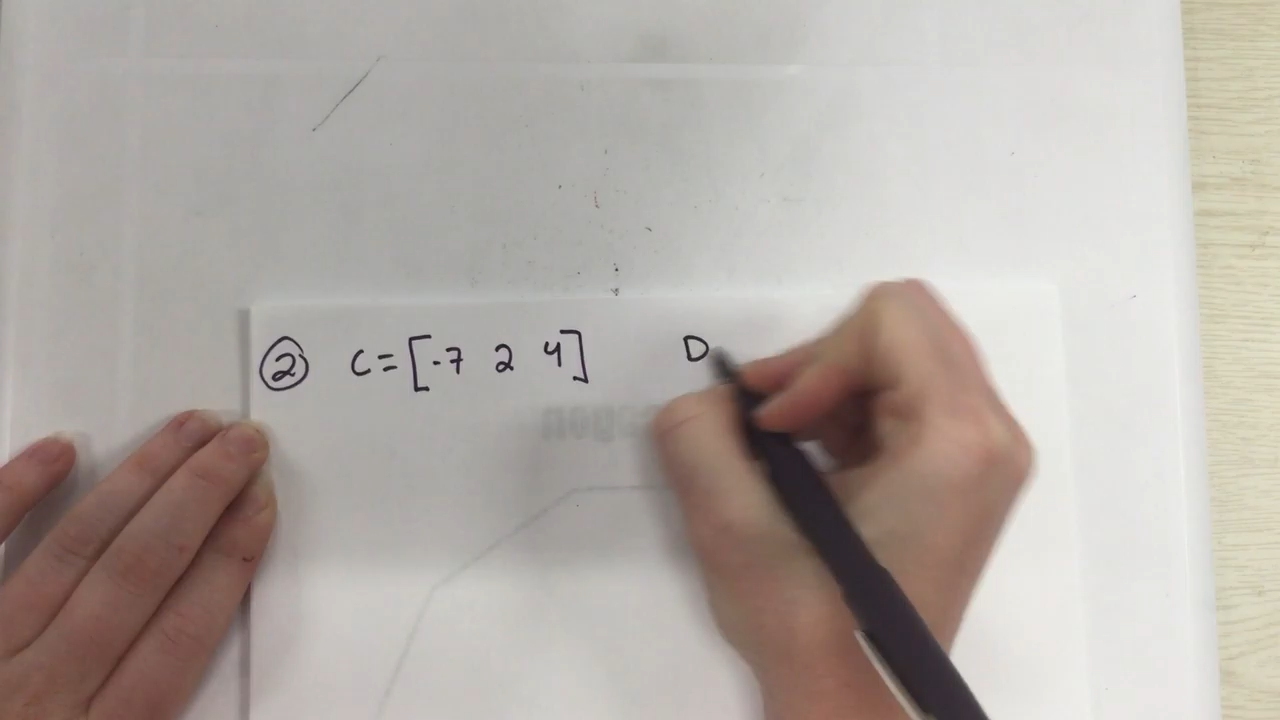 ② C = [-7 2 4] D